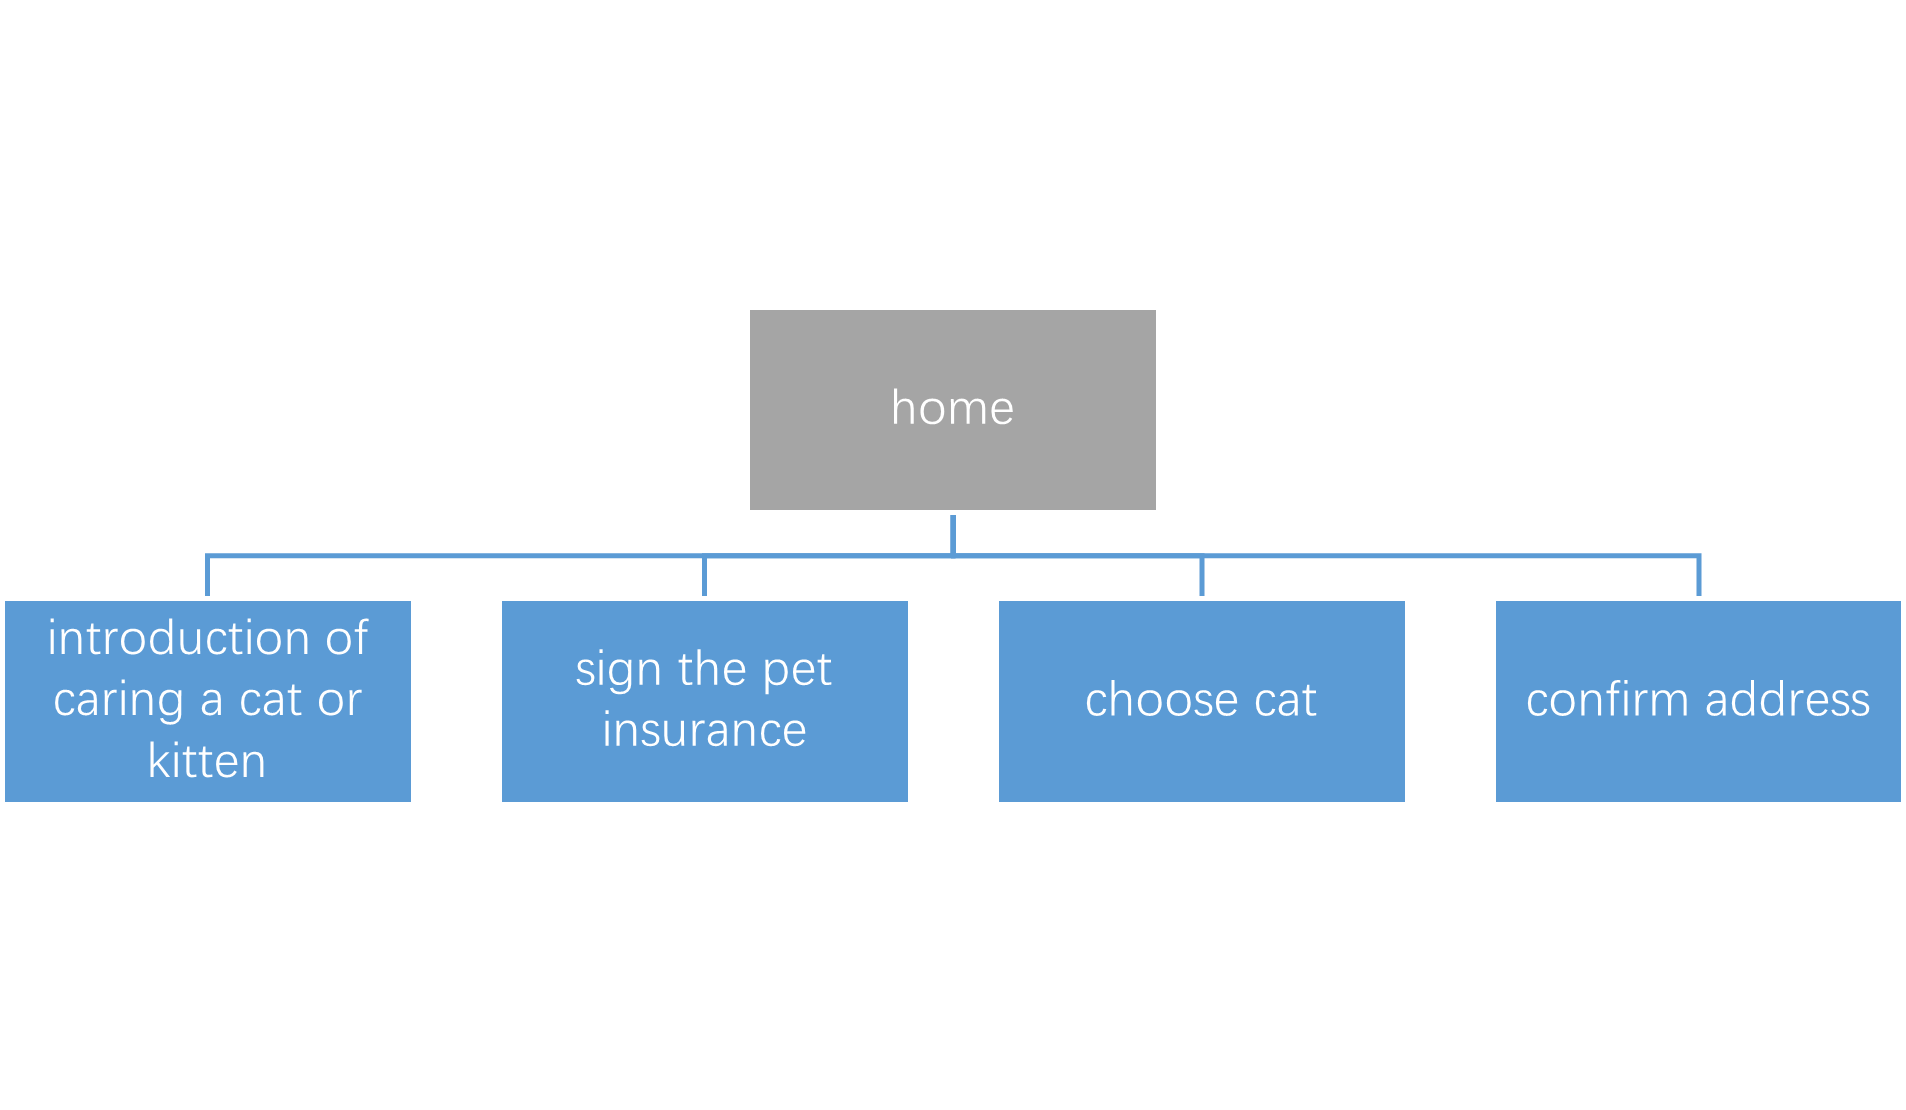 home
introduction of
caring a cat or
kitten
sign the pet
insurance
choose cat
confirm address